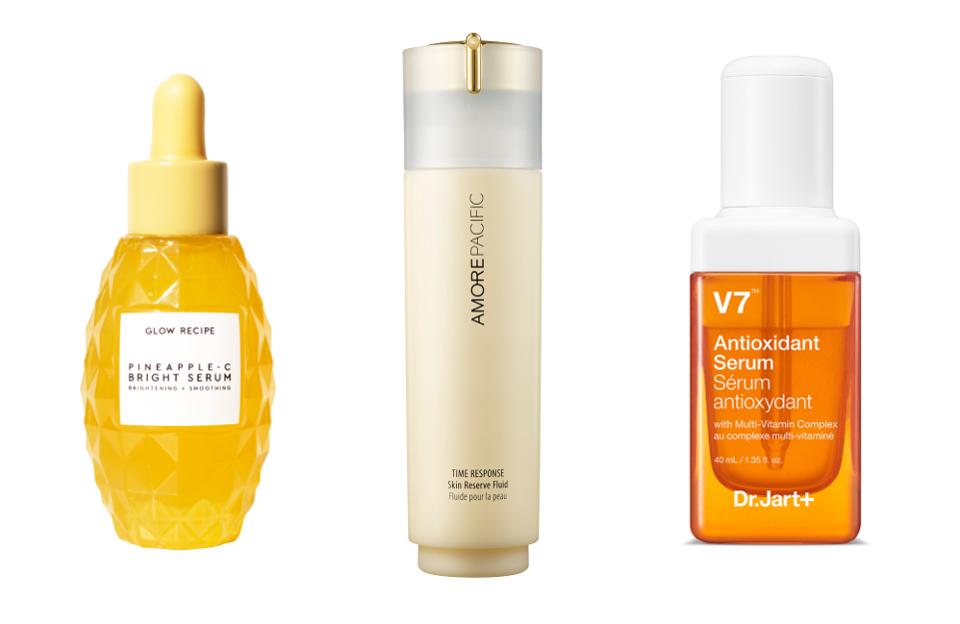 GLOW RECIPE
PINEAPPLE-C
BRIGHT SERUM
BRIGHTENING + SMOOTHING
AMOREPACIFIC
TIME RESPONSE
Skin Reserve Fluid
Fluide pour la peau
V7™
Antioxidant
Serum
Sérum
antioxydant
with Multi-Vitamin Complex
au complexe multi-vitaminé
40 mL / 1.35 fl. oz.
Dr.Jart+